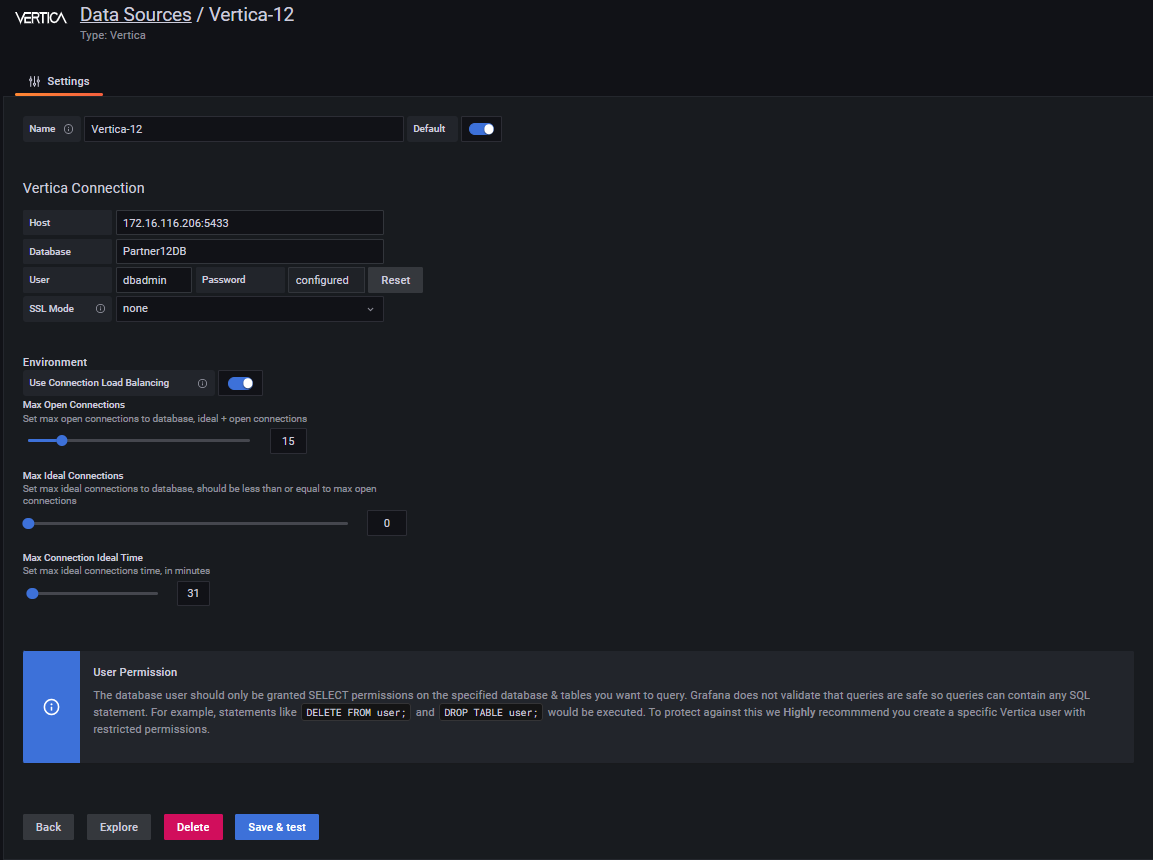 VERTICA Data Sources / Vertica-12
Type: Vertica
Settings
Name Vertica-12 Default
Vertica Connection
Host 172.16.116.206:5433
Database Partner12DB
User dbadmin Password configured Reset
SSL Mode none
Environment
Use Connection Load Balancing
Max Open Connections
Set max open connections to database, ideal + open connections
15
Max Ideal Connections
Set max ideal connections to database, should be less than or equal to max open
connections
0
Max Connection Ideal Time
Set max ideal connections time, in minutes
31
User Permission
The database user should only be granted SELECT permissions on the specified database & tables you want to query. Grafana does not validate that queries are safe so queries can contain any SQL
statement. For example, statements like DELETE FROM user; and DROP TABLE user; would be executed. To protect against this we Highly recommmend you create a specific Vertica user with
restricted permissions.
Back Explore Delete Save & test